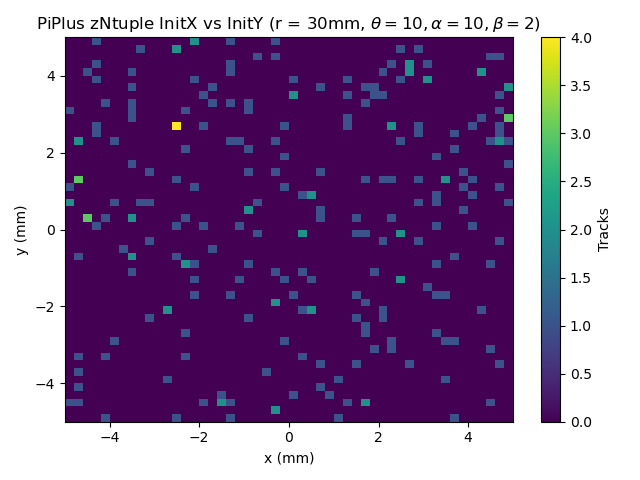 PiPlus zNtuple InitX vs InitY (r = 30mm, θ = 10, α = 10, β = 2)
4
2
0
−2
−4
y (mm)
−4 −2 0 2 4
x (mm)
4.0
3.5
3.0
2.5
2.0
1.5
1.0
0.5
0.0
Tracks